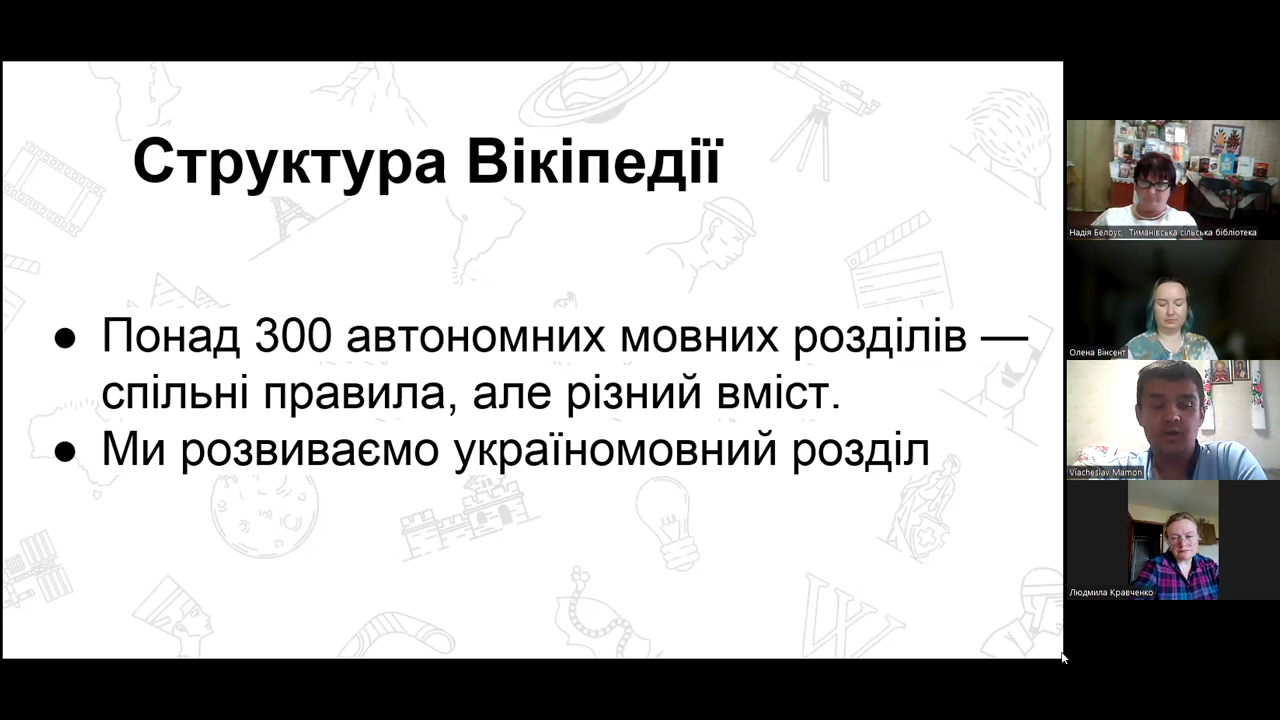 Структура Вікіпедії
● Понад 300 автономних мовних розділів —
спільні правила, але різний вміст.
● Ми розвиваємо україномовний розділ
Надія Белоус, Тиманівська сільська бібліотека
Олена Вінсент
Viacheslav Mamon
Людмила Кравченко